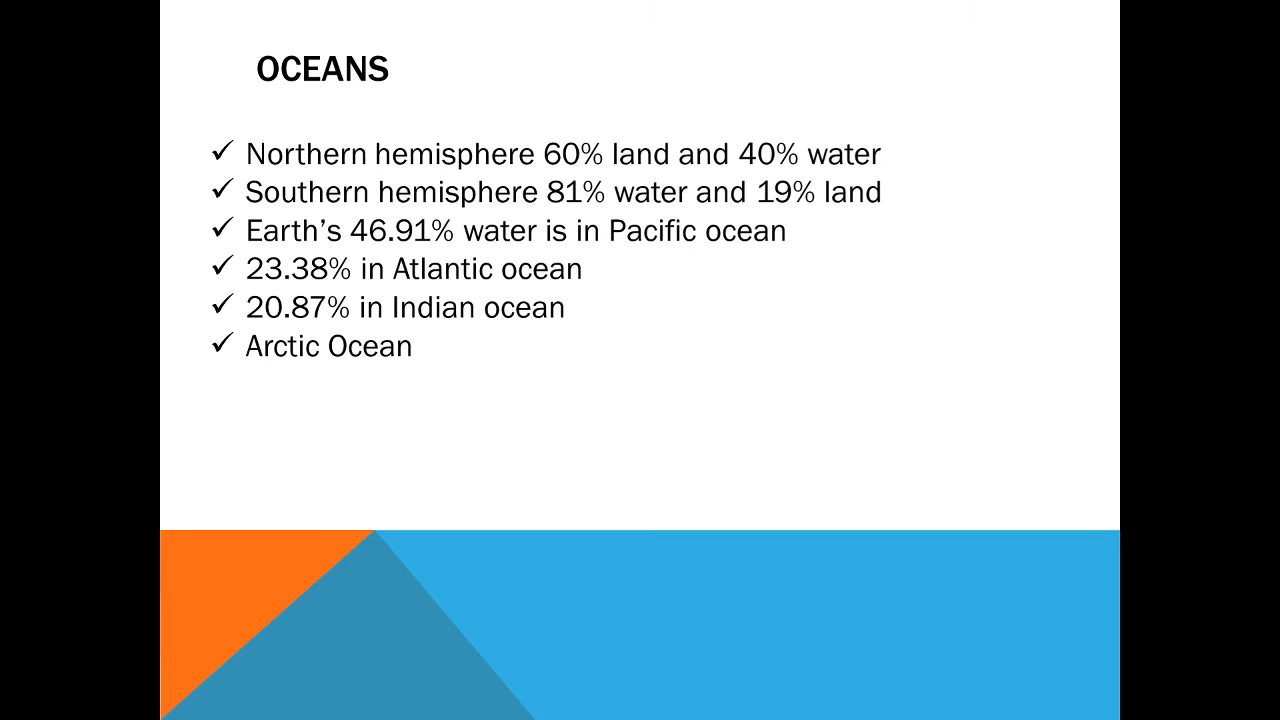 OCEANS
✓ Northern hemisphere 60% land and 40% water
✓ Southern hemisphere 81% water and 19% land
✓ Earth’s 46.91% water is in Pacific ocean
✓ 23.38% in Atlantic ocean
✓ 20.87% in Indian ocean
✓ Arctic Ocean